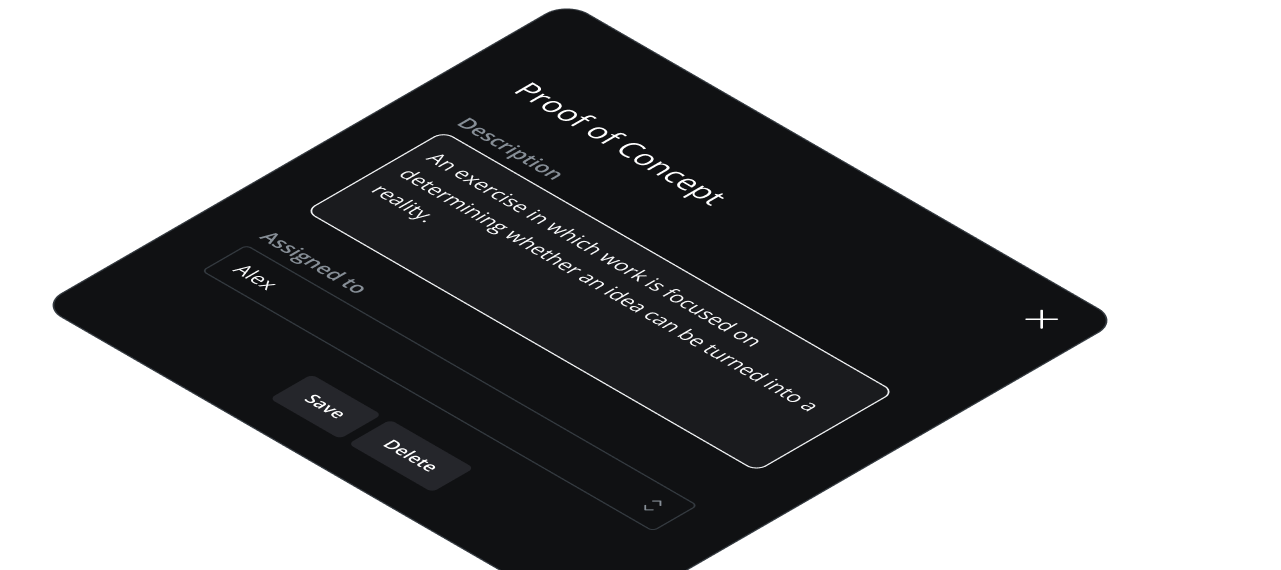 Proof of Concept
Description
An exercise in which work is focused on
determining whether an idea can be turned into a
reality.
Assigned to
Alex
Save
Delete